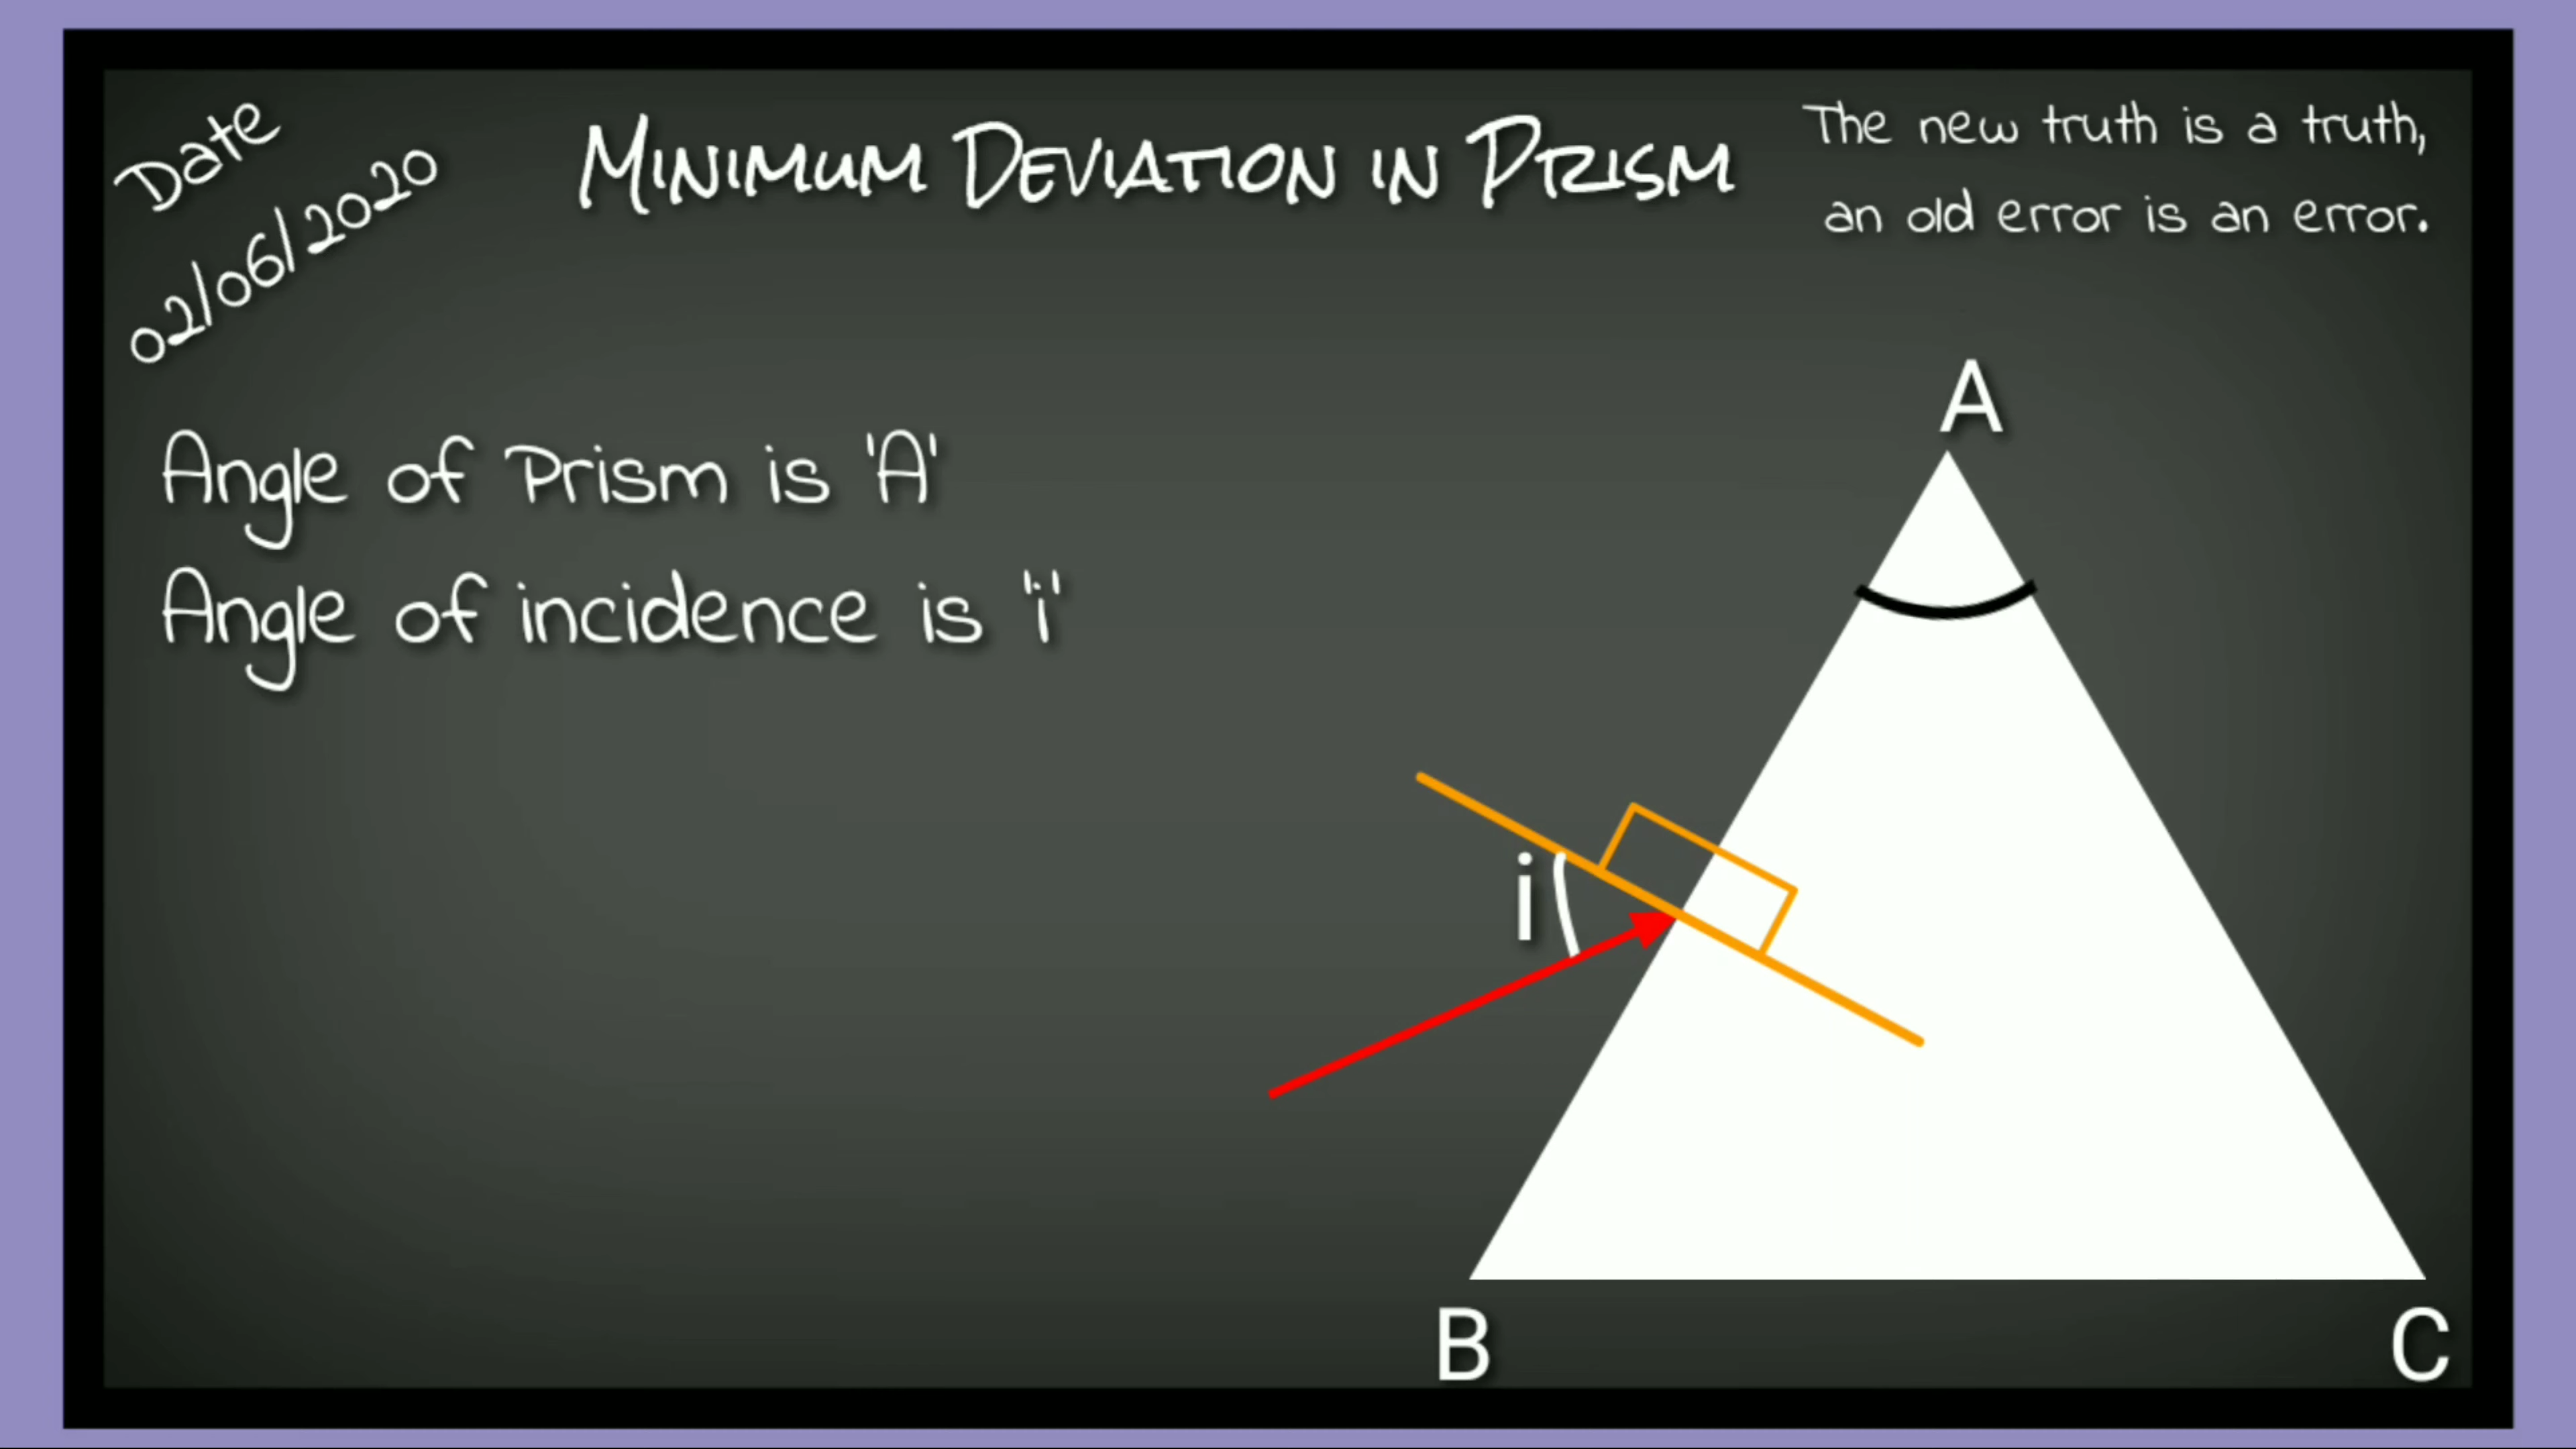 Date
02/06/2020
Minimum Deviation in Prism
The new truth is a truth,
an old error is an error.
Angle of Prism is 'A'
Angle of incidence is 'i'
A
i
B
C